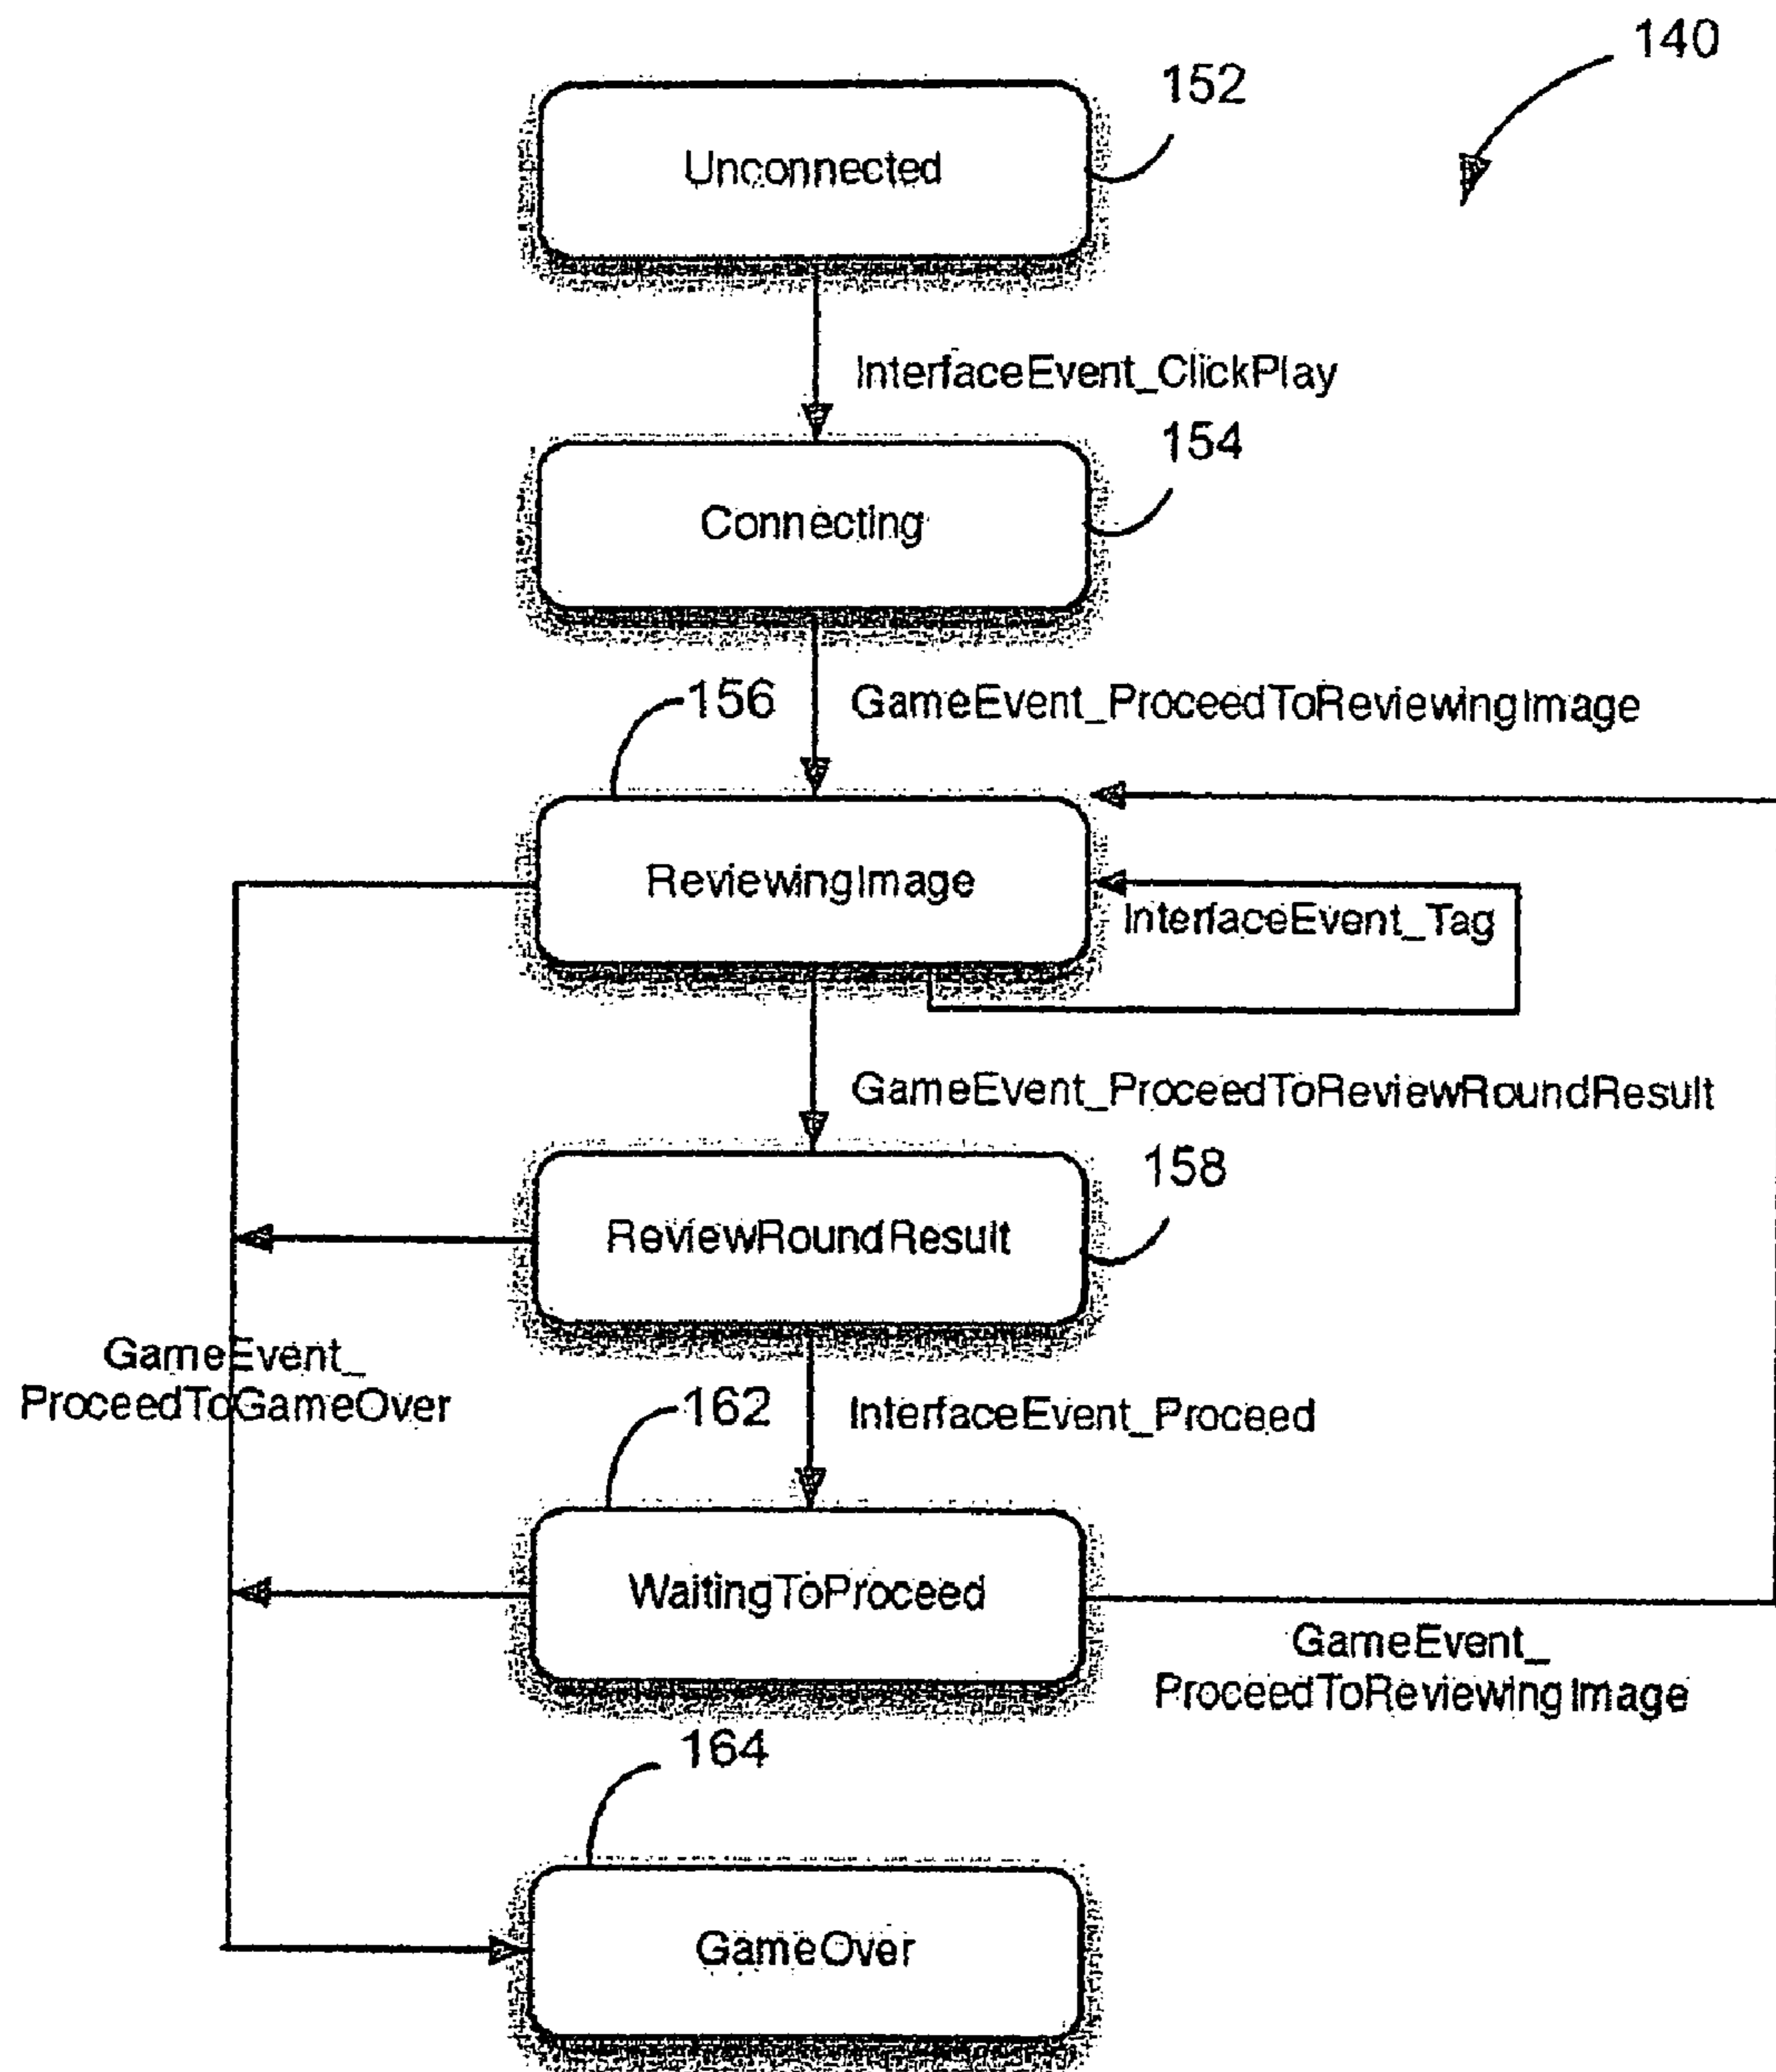 140
152
Unconnected
InterfaceEvent_ClickPlay
154
Connecting
156
GameEvent_ProceedToReviewingImage
ReviewingImage
InterfaceEvent_Tag
GameEvent_ProceedToReviewRoundResult
158
ReviewRoundResult
GameEvent_
ProceedToGameOver
162
InterfaceEvent_Proceed
WaitingToProceed
GameEvent_
ProceedToReviewingImage
164
GameOver